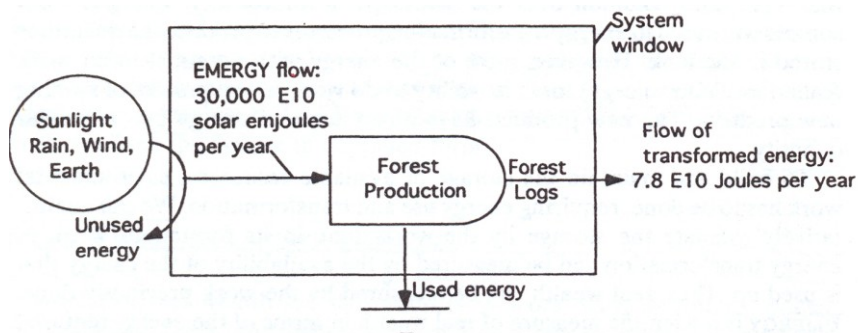 System
window
EMERGY flow:
30,000 E10
solar emjoules
per year
Sunlight
Rain, Wind,
Earth
Forest
Production
Forest
Logs
Flow of
transformed energy:
7.8 E10 Joules per year
Unused
energy
Used energy